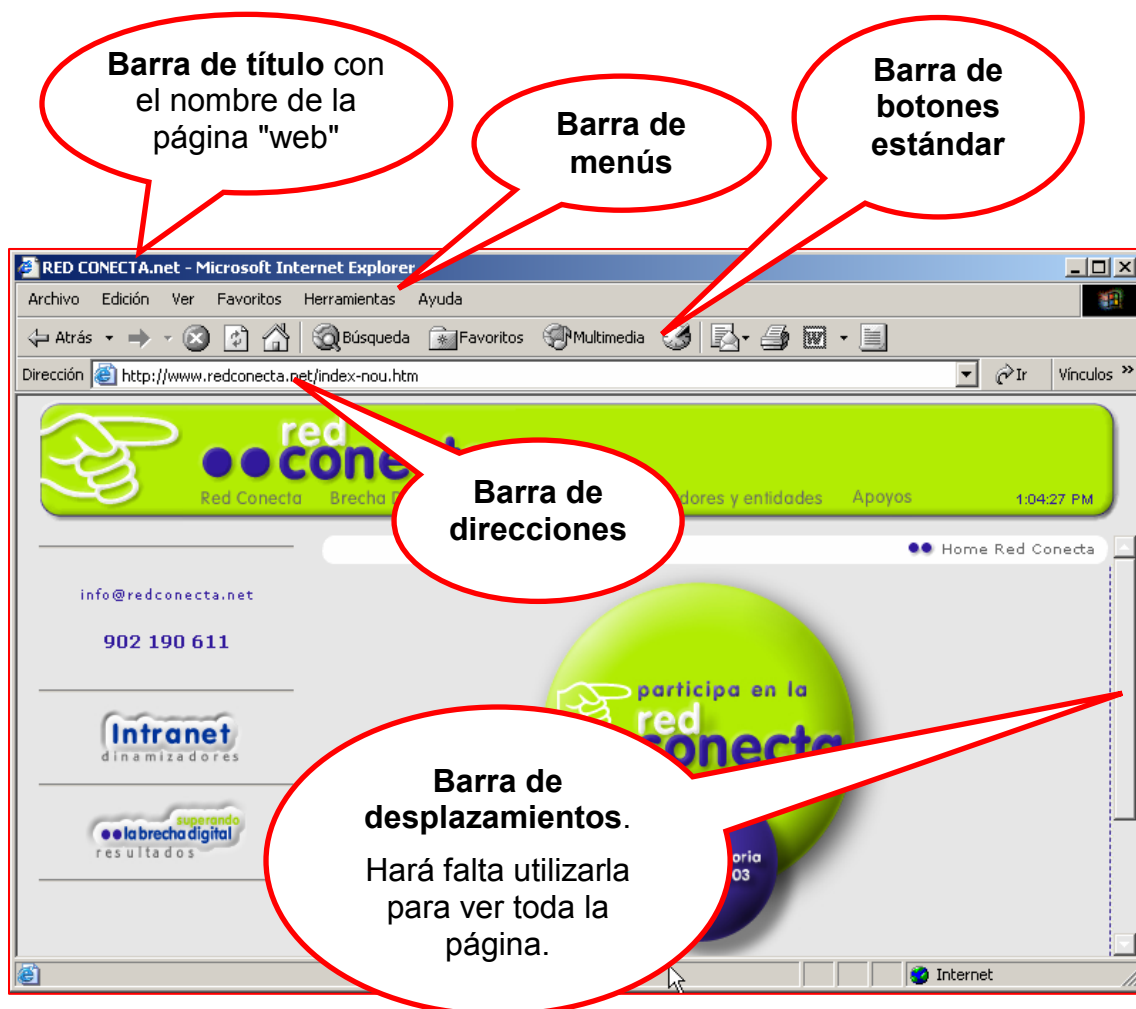 Barra de título con
el nombre de la
página "web"
Barra de
menús
Barra de
botones
estándar
RED CONECTA.net - Microsoft Internet Explorer
Archivo Edición Ver Favoritos Herramientas Ayuda
Atrás Búsqueda Favoritos Multimedia
Dirección http://www.redconecta.net/index-nou.htm Ir Vínculos »
red
Red Conecta Brecha y entidades Apoyos 1:04:27 PM
Barra de
direcciones
Home Red Conecta
info@redconecta.net
902 190 611
participa en la
red
conecta
Intranet
dinamizadores
superando
la brecha digital
resultados
Barra de
desplazamientos.
Hará falta utilizarla
para ver toda la
página.
03
Internet